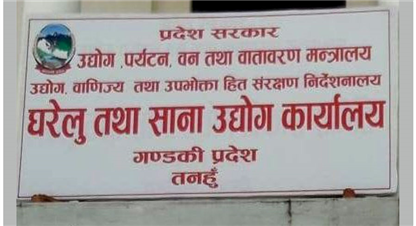 प्रदेश सरकार
उद्योग ,पर्यटन, वन तथा वातावरण मन्त्रालय
उद्योग, वाणिज्य तथा उपभोक्ता हित संरक्षण निर्देशनालय
घरेलु तथा साना उद्योग कार्यालय
गण्डकी प्रदेश
तनहुँ